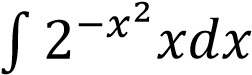 ∫ 2^{-x^2} x dx